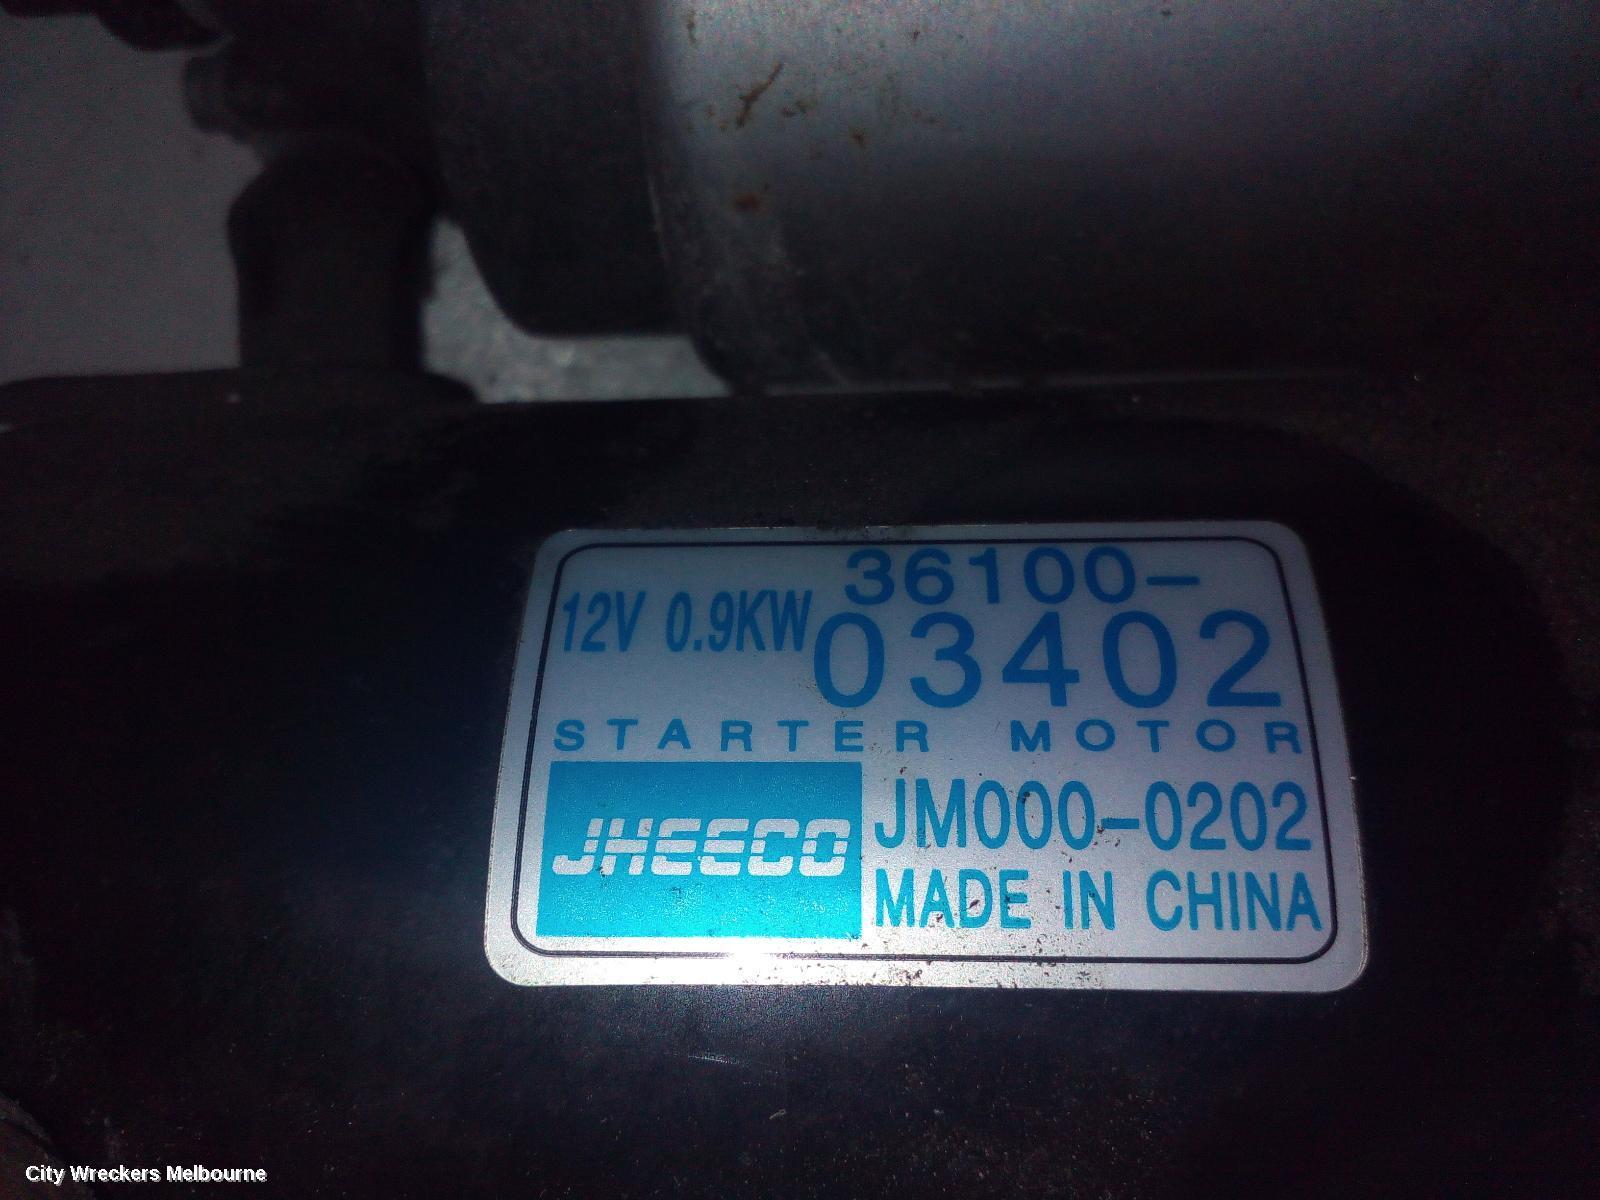 12V 0.9KW 36100-
03402
STARTER MOTOR
JHEECO JM000-0202
MADE IN CHINA
City Wreckers Melbourne